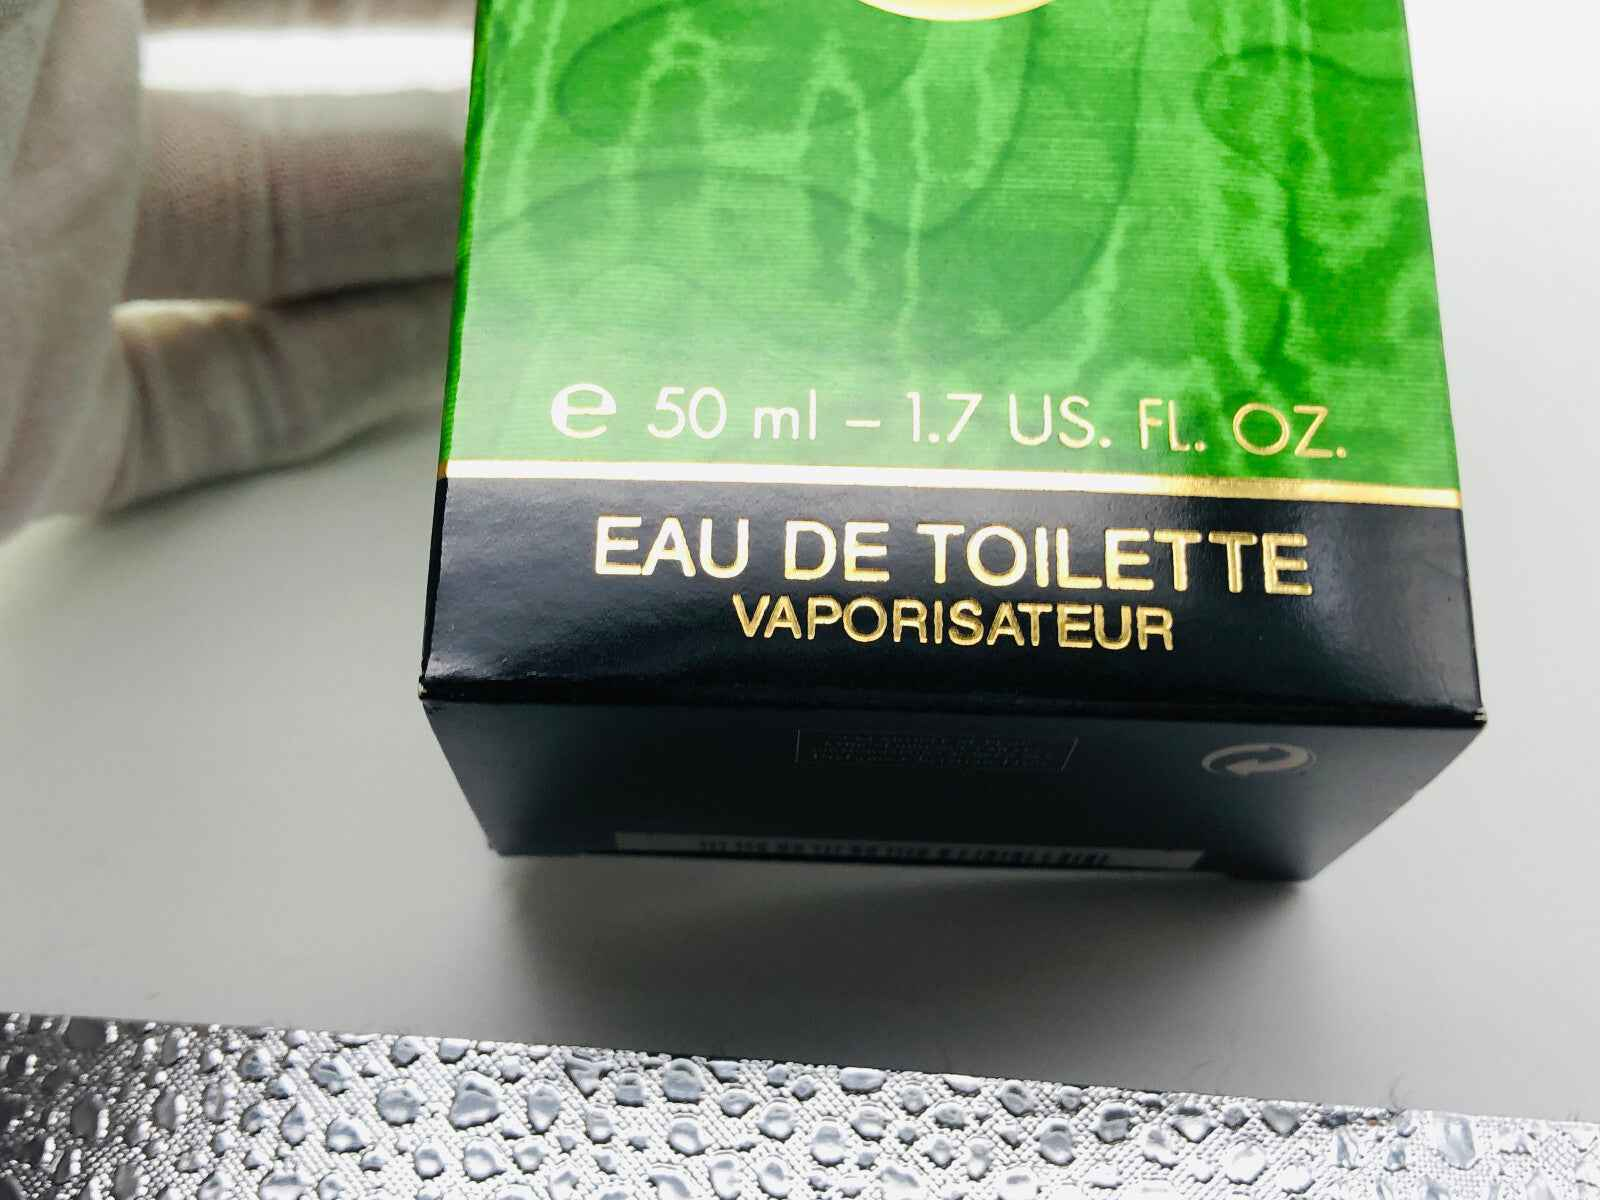 ℮ 50 ml – 1.7 US. FL. OZ.
EAU DE TOILETTE
VAPORISATEUR